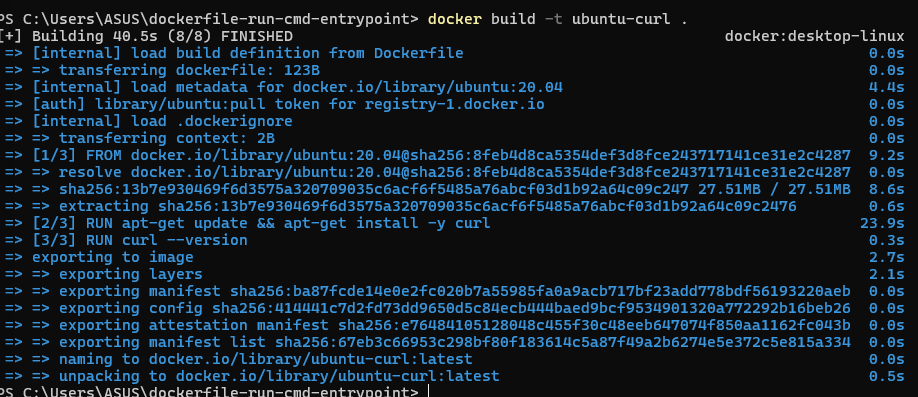 PS C:\Users\ASUS\dockerfile-run-cmd-entrypoint> docker build -t ubuntu-curl .
[+] Building 40.5s (8/8) FINISHED docker:desktop-linux
=> [internal] load build definition from Dockerfile 0.0s
=> => transferring dockerfile: 123B 0.0s
=> [internal] load metadata for docker.io/library/ubuntu:20.04 4.4s
=> [auth] library/ubuntu:pull token for registry-1.docker.io 0.0s
=> [internal] load .dockerignore 0.0s
=> => transferring context: 2B 0.0s
=> [1/3] FROM docker.io/library/ubuntu:20.04@sha256:8feb4d8ca5354def3d8fce243717141ce31e2c4287 9.2s
=> => resolve docker.io/library/ubuntu:20.04@sha256:8feb4d8ca5354def3d8fce243717141ce31e2c4287 0.0s
=> => sha256:13b7e930469f6d3575a320709035c6acf6f5485a76abcf03d1b92a64c09c247 27.51MB / 27.51MB 8.6s
=> => extracting sha256:13b7e930469f6d3575a320709035c6acf6f5485a76abcf03d1b92a64c09c2476 0.6s
=> [2/3] RUN apt-get update && apt-get install -y curl 23.9s
=> [3/3] RUN curl --version 0.3s
=> exporting to image 2.7s
=> => exporting layers 2.1s
=> => exporting manifest sha256:ba87fcde14e0e2fc020b7a55985fa0a9acb717bf23add778bdf56193220aeb 0.0s
=> => exporting config sha256:414441c7d2fd73dd9650d5c84ecb444baed9bcf9534901320a772292b16beb26 0.0s
=> => exporting attestation manifest sha256:e764841051280​48c455f30c48eeb647074f850aa1162fc043b 0.0s
=> => exporting manifest list sha256:67eb3c66953c298bf80f183614c5a87f49a2b6274e5e372c5e815a334 0.0s
=> => naming to docker.io/library/ubuntu-curl:latest 0.0s
=> => unpacking to docker.io/library/ubuntu-curl:latest 0.5s
PS C:\Users\ASUS\dockerfile-run-cmd-entrypoint>